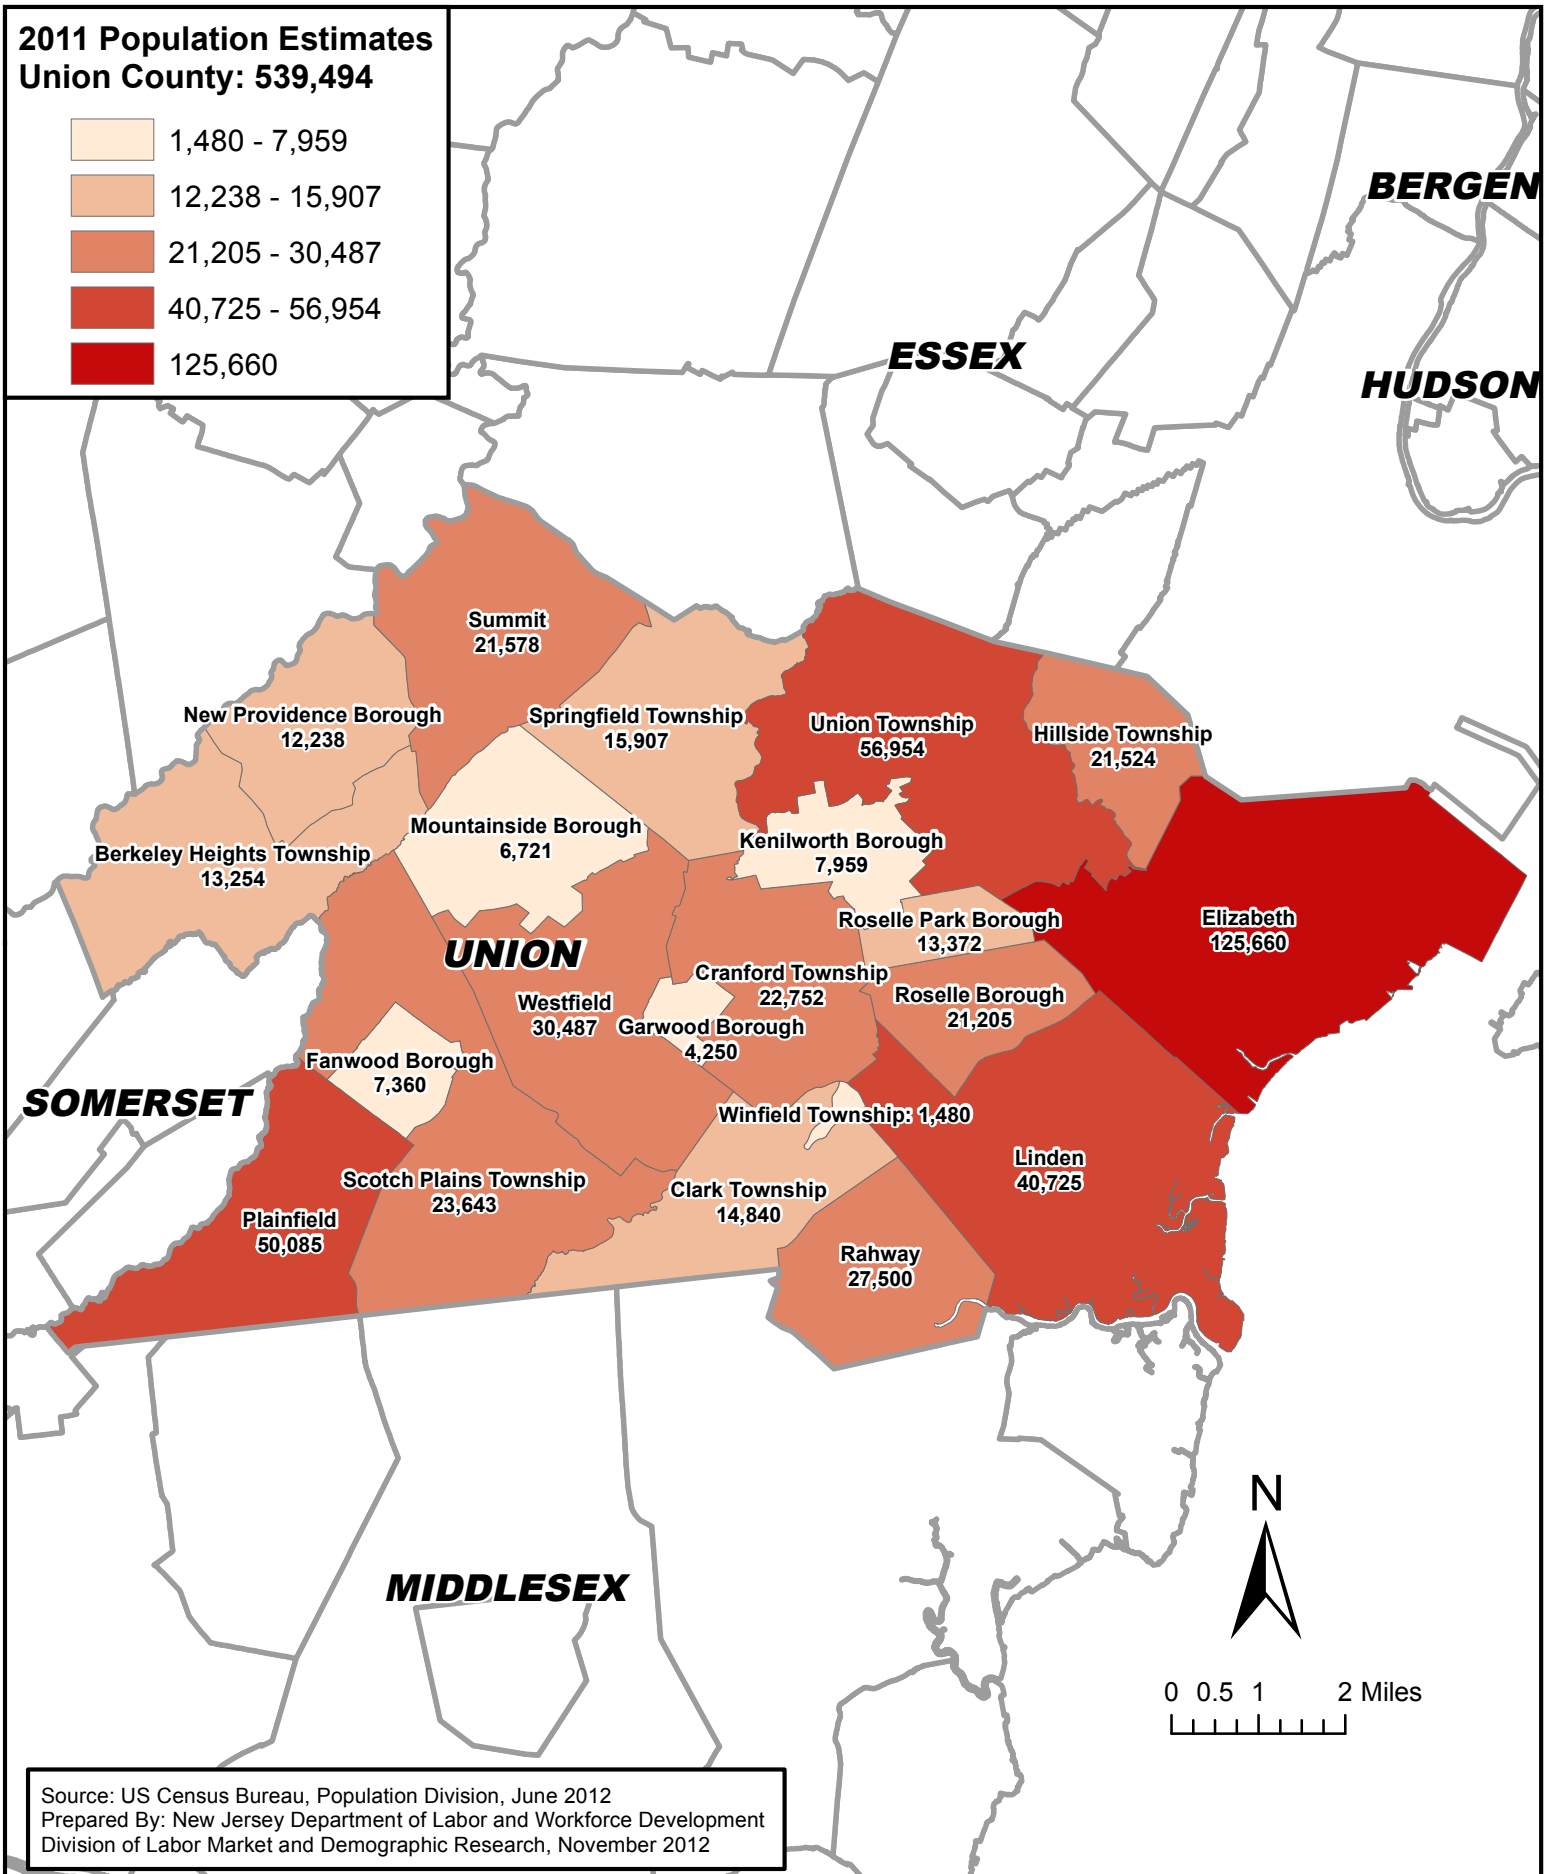 2011 Population Estimates
Union County: 539,494
1,480 - 7,959
12,238 - 15,907
21,205 - 30,487
40,725 - 56,954
125,660
BERGEN
ESSEX
HUDSON
Summit
21,578
New Providence Borough
12,238
Springfield Township
15,907
Union Township
56,954
Hillside Township
21,524
Mountainside Borough
6,721
Kenilworth Borough
7,959
Berkeley Heights Township
13,254
Roselle Park Borough
13,372
Elizabeth
125,660
UNION
Cranford Township
22,752
Westfield
30,487
Roselle Borough
21,205
Garwood Borough
4,250
Fanwood Borough
7,360
SOMERSET
Winfield Township: 1,480
Linden
40,725
Scotch Plains Township
23,643
Clark Township
14,840
Plainfield
50,085
Rahway
27,500
N
MIDDLESEX
0 0.5 1 2 Miles
Source: US Census Bureau, Population Division, June 2012
Prepared By: New Jersey Department of Labor and Workforce Development
Division of Labor Market and Demographic Research, November 2012